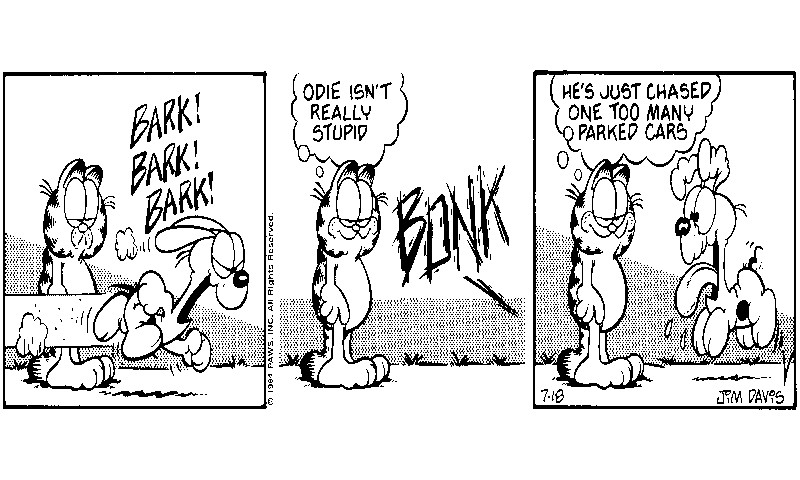 BARK!
BARK!
BARK!
© 1984 PAWS, INC. All Rights Reserved.
ODIE ISN'T
REALLY
STUPID
BONK
HE'S JUST CHASED
ONE TOO MANY
PARKED CARS
7-18
JIM DAVIS